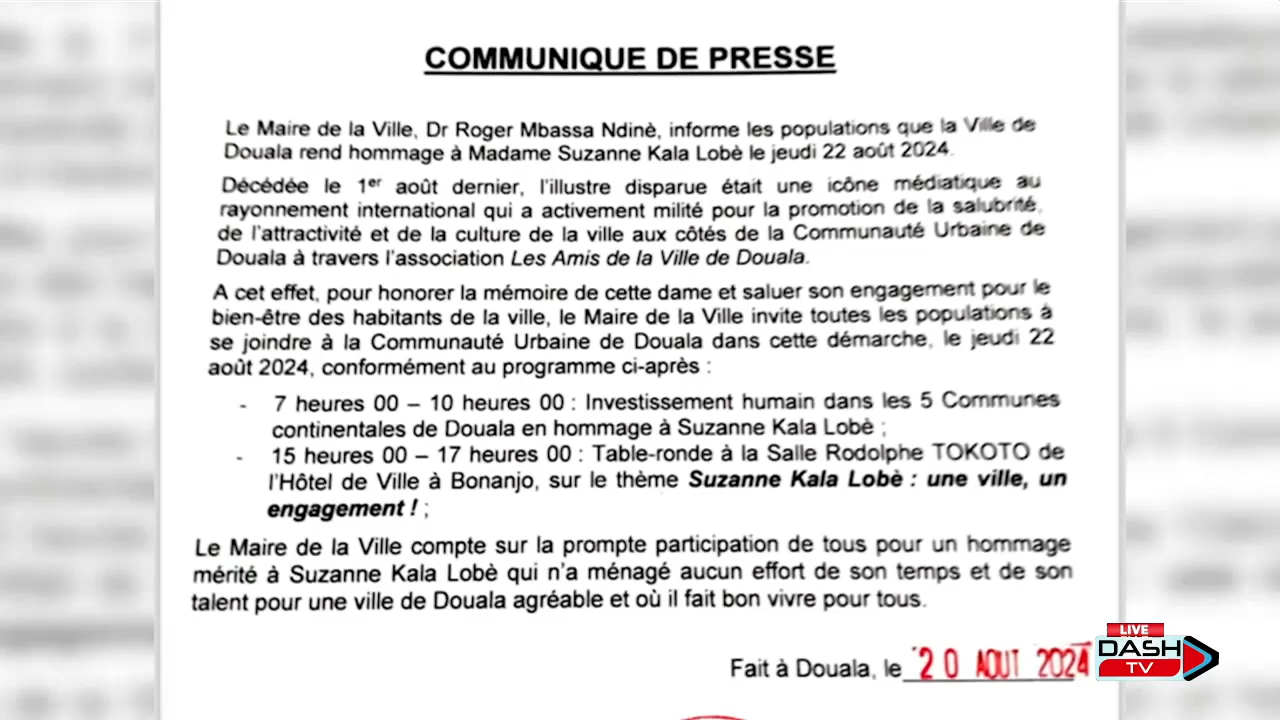 COMMUNIQUE DE PRESSE
Le Maire de la Ville, Dr Roger Mbassa Ndinè, informe les populations que la Ville de
Douala rend hommage à Madame Suzanne Kala Lobè le jeudi 22 août 2024.
Décédée le 1er août dernier, l'illustre disparue était une icône médiatique au
rayonnement international qui a activement milité pour la promotion de la salubrité,
de l'attractivité et de la culture de la ville aux côtés de la Communauté Urbaine de
Douala à travers l'association Les Amis de la Ville de Douala.
A cet effet, pour honorer la mémoire de cette dame et saluer son engagement pour le
bien-être des habitants de la ville, le Maire de la Ville invite toutes les populations à
se joindre à la Communauté Urbaine de Douala dans cette démarche, le jeudi 22
août 2024, conformément au programme ci-après :
- 7 heures 00 – 10 heures 00 : Investissement humain dans les 5 Communes
continentales de Douala en hommage à Suzanne Kala Lobè ;
- 15 heures 00 – 17 heures 00 : Table-ronde à la Salle Rodolphe TOKOTO de
l'Hôtel de Ville à Bonanjo, sur le thème Suzanne Kala Lobè : une ville, un
engagement ! ;
Le Maire de la Ville compte sur la prompte participation de tous pour un hommage
mérité à Suzanne Kala Lobè qui n'a ménagé aucun effort de son temps et de son
talent pour une ville de Douala agréable et où il fait bon vivre pour tous.
Fait à Douala, le 20 AOUT 2024
LIVE
DASH
TV